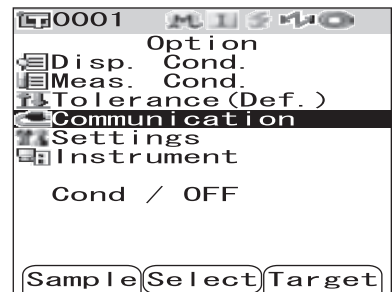 0001
Option
Disp. Cond.
Meas. Cond.
Tolerance(Def.)
Communication
Settings
Instrument
Cond / OFF
Sample Select Target